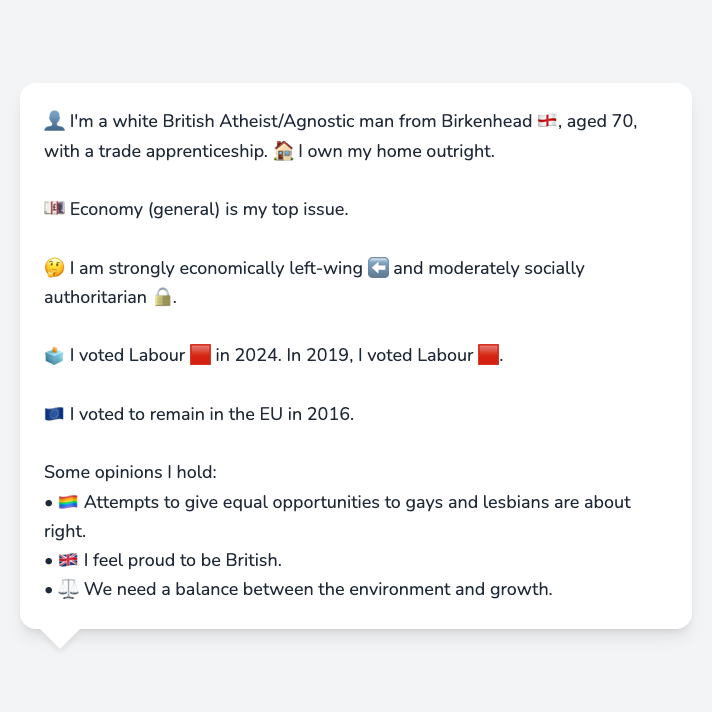 👤 I'm a white British Atheist/Agnostic man from Birkenhead 🏴󠁧󠁢󠁥󠁮󠁧󠁿, aged 70,
with a trade apprenticeship. 🏠 I own my home outright.
💷 Economy (general) is my top issue.
🤔 I am strongly economically left-wing ⬅️ and moderately socially
authoritarian 🔒.
🗳️ I voted Labour 🟥 in 2024. In 2019, I voted Labour 🟥.
🇪🇺 I voted to remain in the EU in 2016.
Some opinions I hold:
• 🏳️‍🌈 Attempts to give equal opportunities to gays and lesbians are about
right.
• 🇬🇧 I feel proud to be British.
• ⚖️ We need a balance between the environment and growth.